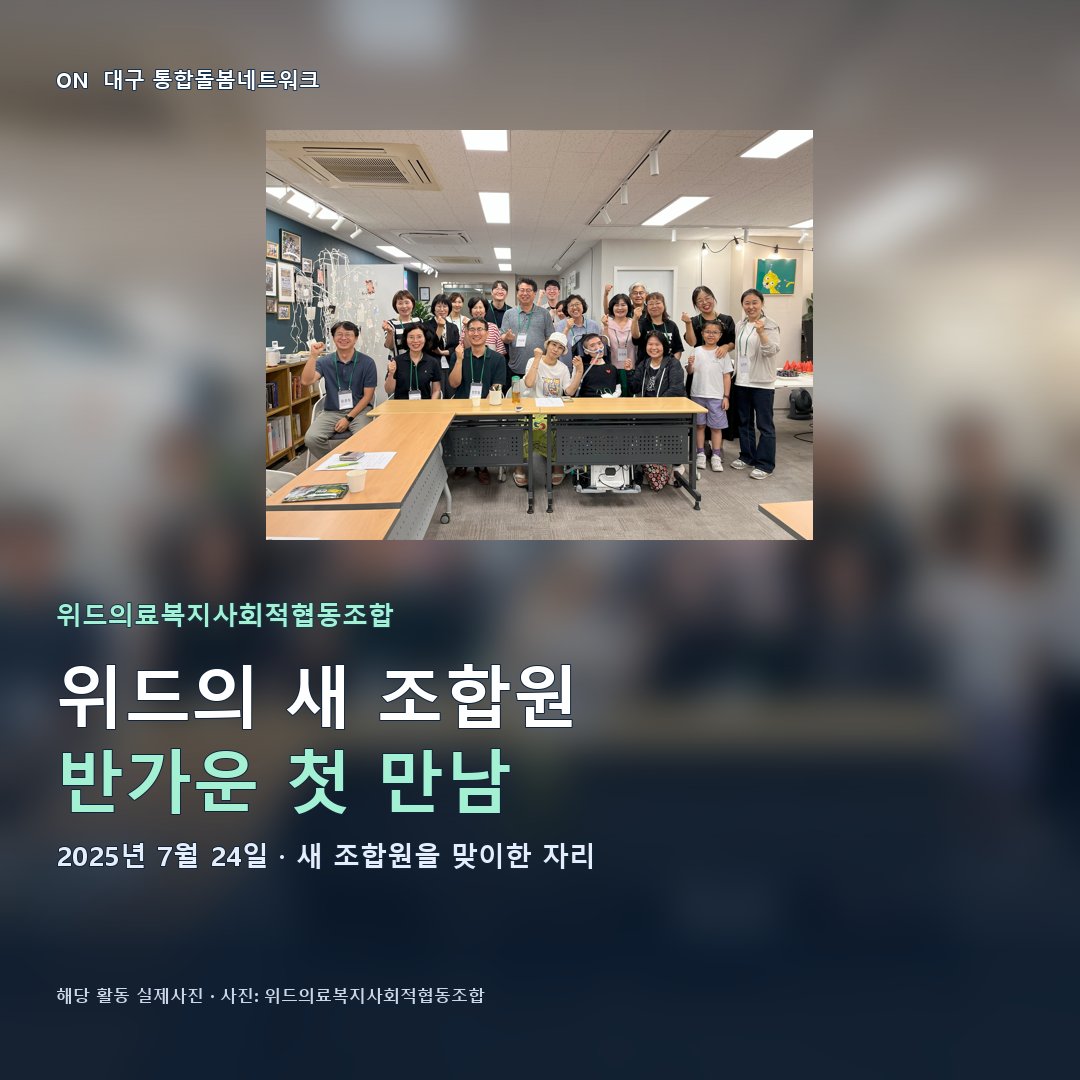 ON 대구 통합돌봄네트워크
위드의료복지사회적협동조합
위드의 새 조합원
반가운 첫 만남
2025년 7월 24일 · 새 조합원을 맞이한 자리
해당 활동 실제사진 · 사진: 위드의료복지사회적협동조합